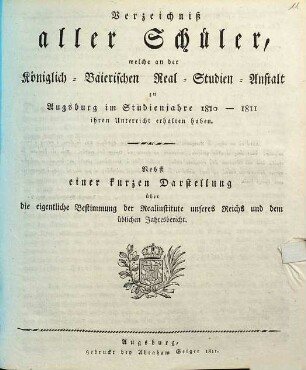 Verzeichniß
aller Schüler,
welche an der
Königlich-Baierischen Real-Studien-Anstalt
zu
Augsburg im Studienjahre 1810 — 1811
ihren Unterricht erhalten haben.
Nebst
einer kurzen Darstellung
über
die eigentliche Bestimmung der Realinstitute unseres Reichs und dem
üblichen Jahresbericht.
Augsburg,
gedruckt bey Abraham Geiger 1811.